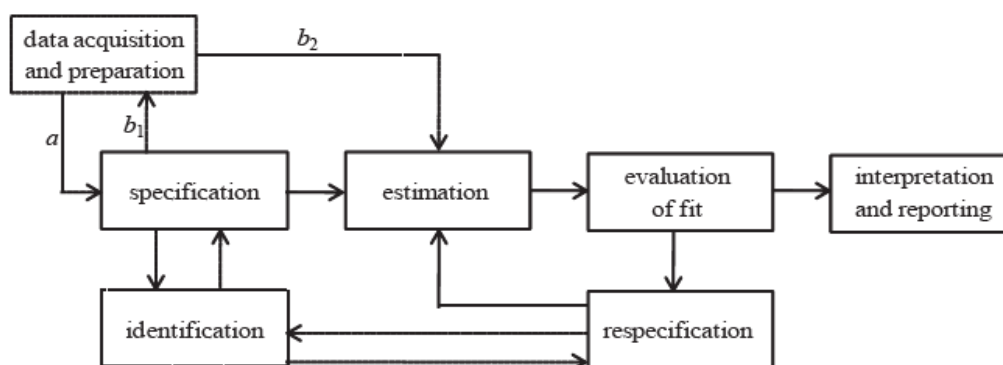 data acquisition
and preparation
b2
a
b1
specification
estimation
evaluation
of fit
interpretation
and reporting
identification
respecification